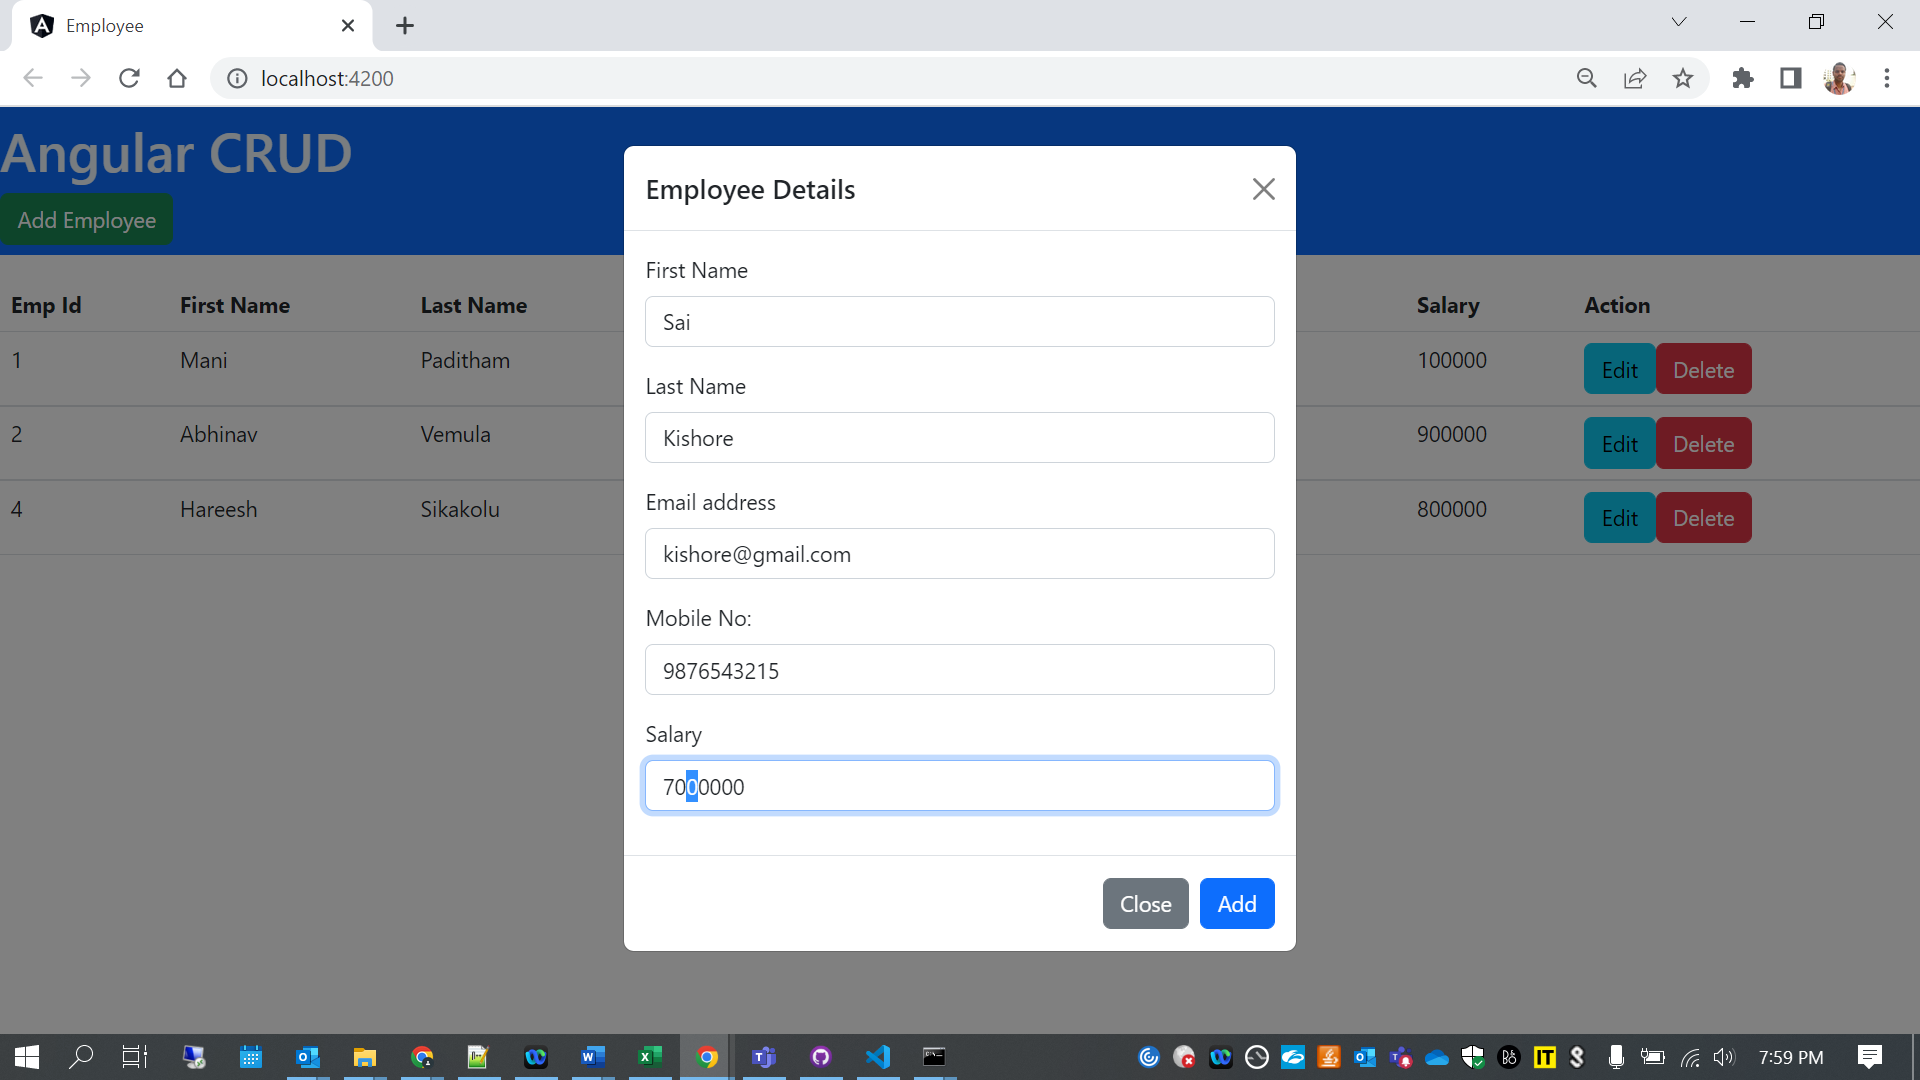 Employee
localhost:4200
Angular CRUD
Add Employee
Emp Id First Name Last Name Salary Action
1 Mani Paditham 100000 Edit Delete
2 Abhinav Vemula 900000 Edit Delete
4 Hareesh Sikakolu 800000 Edit Delete
Employee Details
First Name
Sai
Last Name
Kishore
Email address
kishore@gmail.com
Mobile No:
9876543215
Salary
7000000
Close Add
IT
7:59 PM